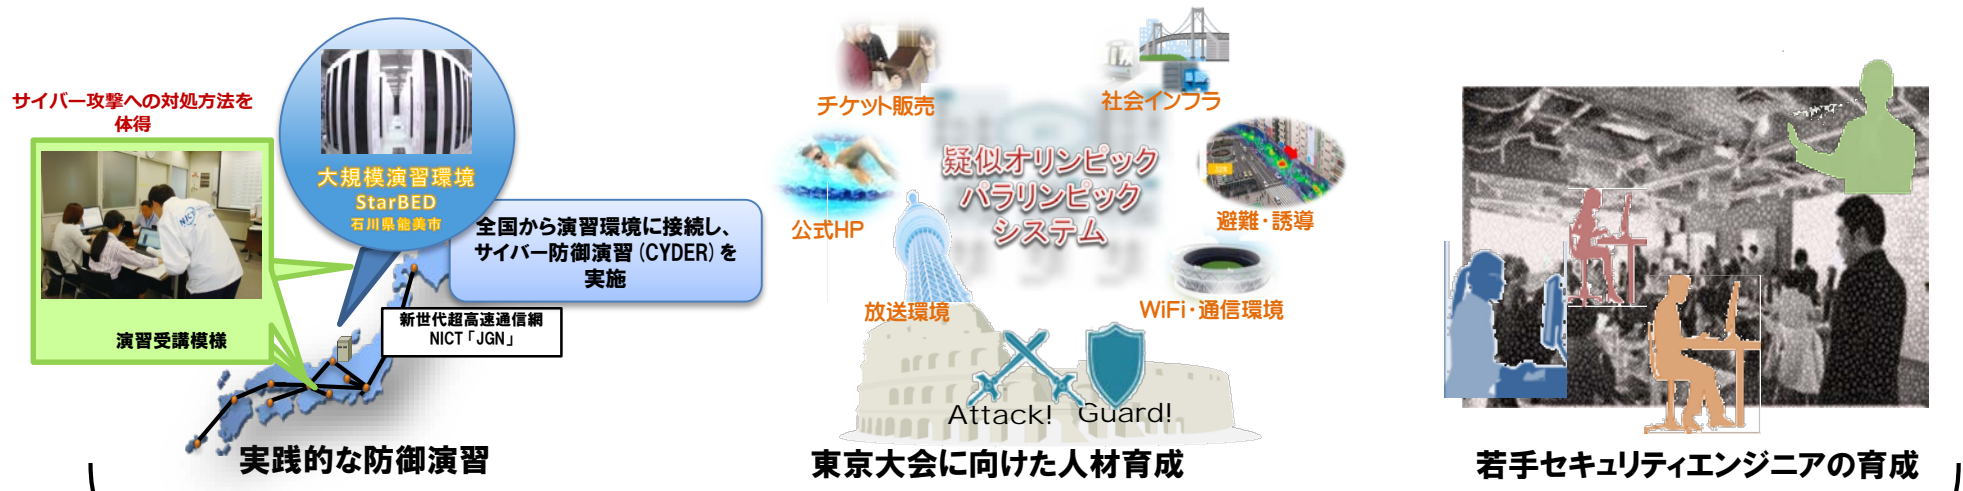 サイバー攻撃への対処方法を
体得
演習受講模様
大規模演習環境
StarBED
石川県能美市
全国から演習環境に接続し、
サイバー防御演習(CYDER)を
実施
新世代超高速通信網
NICT「JGN」
実践的な防御演習
チケット販売
社会インフラ
疑似オリンピック
パラリンピック
システム
公式HP
避難・誘導
放送環境
WiFi・通信環境
Attack!
Guard!
東京大会に向けた人材育成
若手セキュリティエンジニアの育成